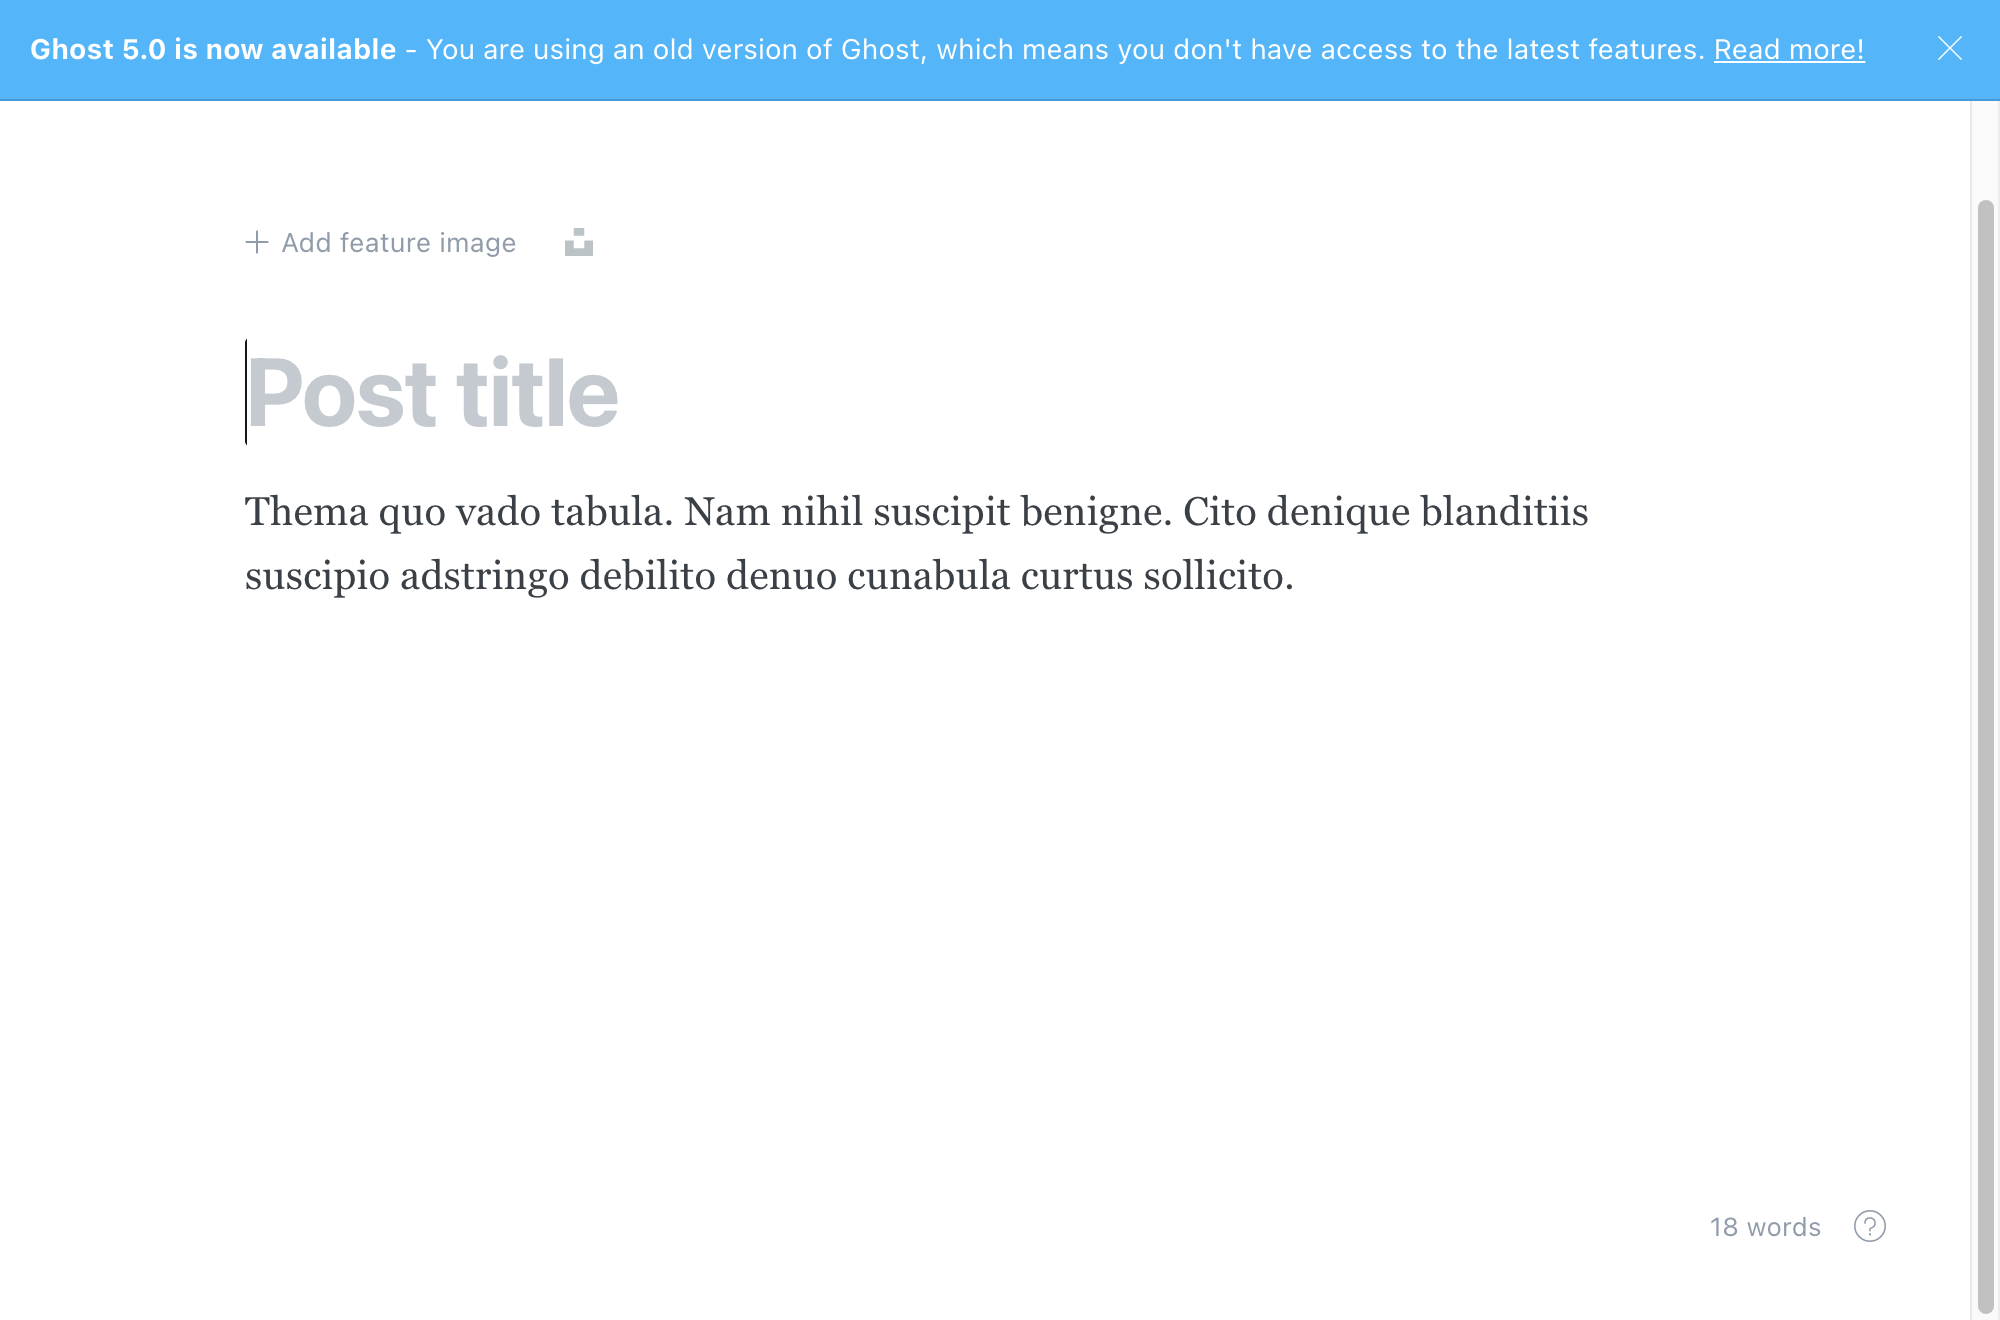 Ghost 5.0 is now available - You are using an old version of Ghost, which means you don't have access to the latest features. Read more!
Add feature image
Post title
Thema quo vado tabula. Nam nihil suscipit benigne. Cito denique blanditiis
suscipio adstringo debilito denuo cunabula curtus sollicito.
18 words
?